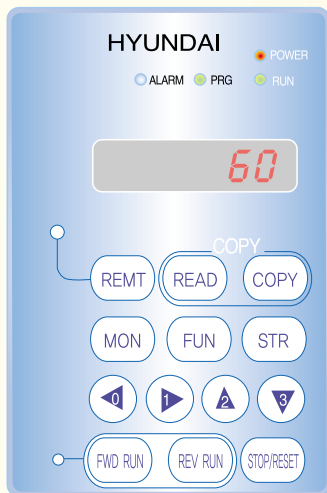 HYUNDAI
POWER
ALARM PRG RUN
60
COPY
REMT READ COPY
MON FUN STR
0 1 2 3
FWD RUN REV RUN STOP/RESET